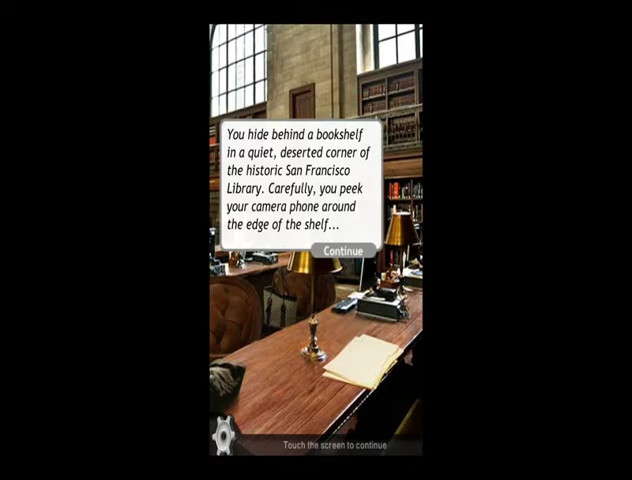 You hide behind a bookshelf
in a quiet, deserted corner of
the historic San Francisco
Library. Carefully, you peek
your camera phone around
the edge of the shelf...
Continue
Touch the screen to continue